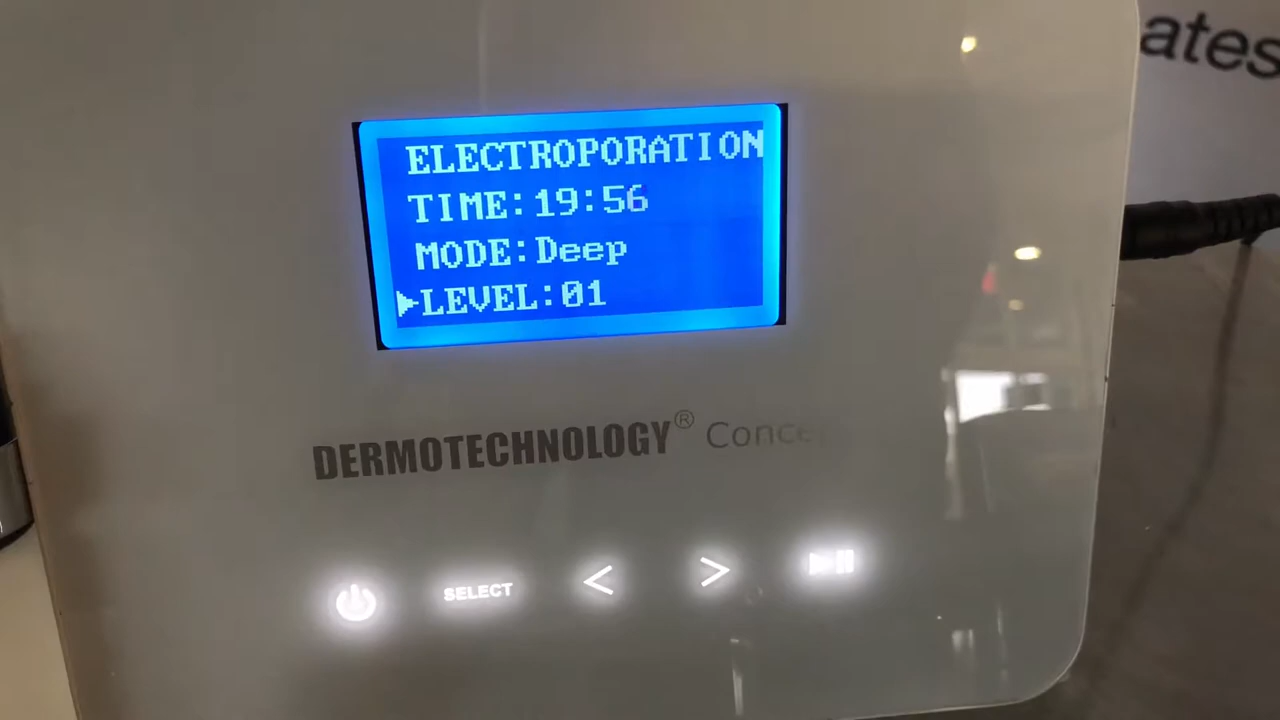 ates
ELECTROPORATION
TIME:19:56
MODE:Deep
►LEVEL:01
DERMOTECHNOLOGY®
SELECT